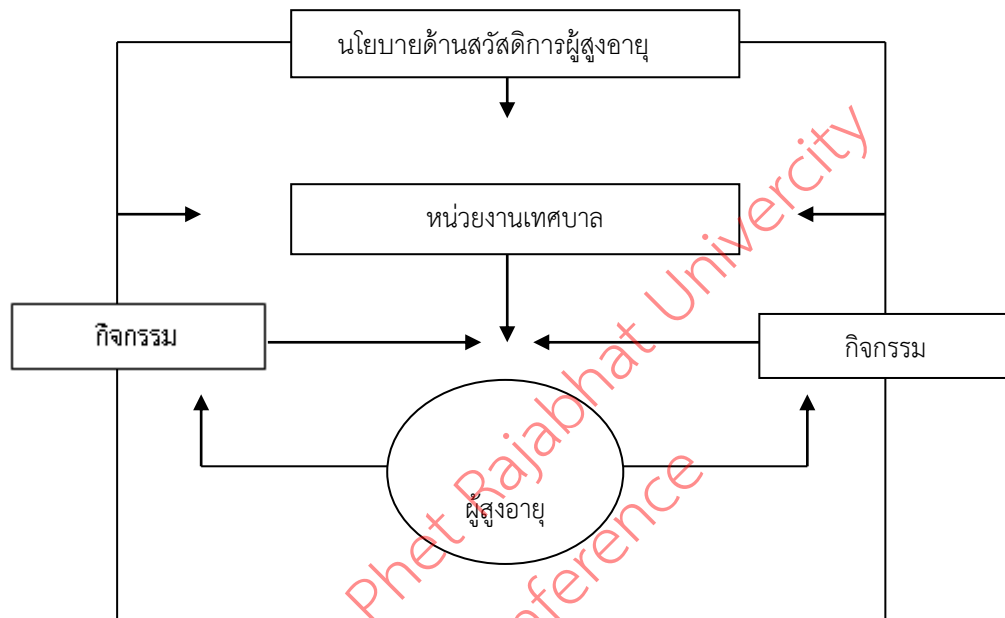 นโยบายด้านสวัสดิการผู้สูงอายุ
หน่วยงานเทศบาล
กิจกรรม
กิจกรรม
ผู้สูงอายุ
Phet Rajabhat Univercity
ference